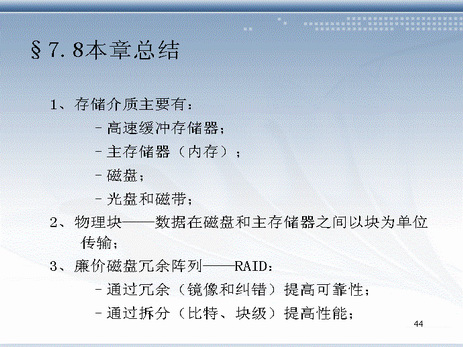 §7.8本章总结
1、存储介质主要有：
–高速缓冲存储器；
–主存储器（内存）；
–磁盘；
–光盘和磁带；
2、物理块——数据在磁盘和主存储器之间以块为单位
传输；
3、廉价磁盘冗余阵列——RAID：
–通过冗余（镜像和纠错）提高可靠性；
–通过拆分（比特、块级）提高性能；
44